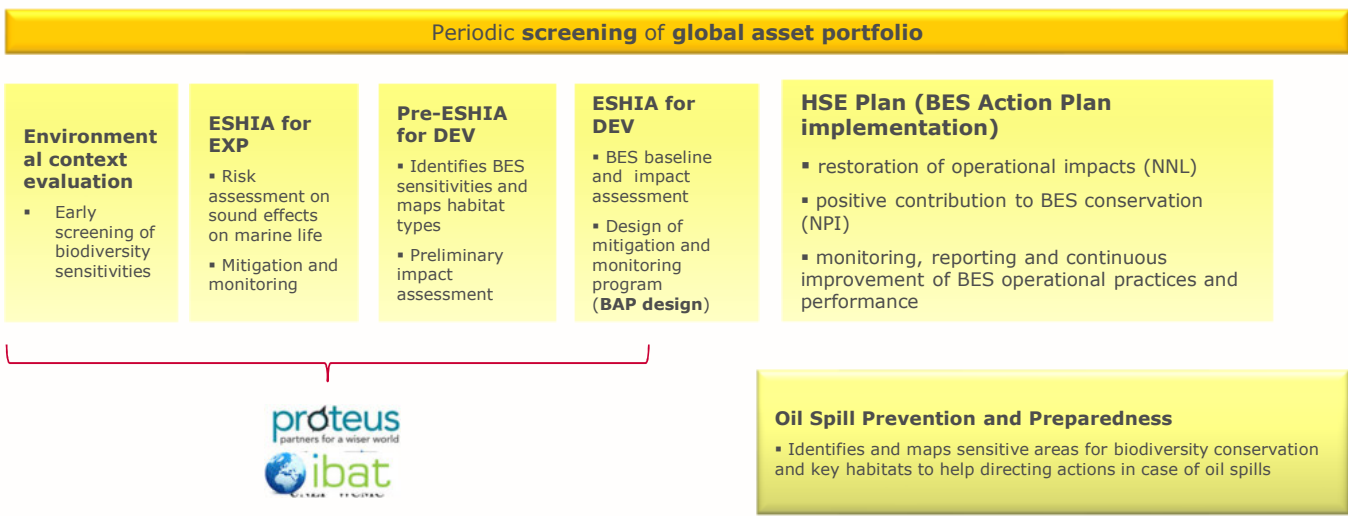 Periodic screening of global asset portfolio
Environment
al context
evaluation
▪ Early
screening of
biodiversity
sensitivities
ESHIA for
EXP
▪ Risk
assessment on
sound effects
on marine life
▪ Mitigation and
monitoring
Pre-ESHIA
for DEV
▪ Identifies BES
sensitivities and
maps habitat
types
▪ Preliminary
impact
assessment
ESHIA for
DEV
▪ BES baseline
and impact
assessment
▪ Design of
mitigation and
monitoring
program
(BAP design)
HSE Plan (BES Action Plan
implementation)
▪ restoration of operational impacts (NNL)
▪ positive contribution to BES conservation
(NPI)
▪ monitoring, reporting and continuous
improvement of BES operational practices and
performance
proteus
partners for a wiser world
ibat
Oil Spill Prevention and Preparedness
▪ Identifies and maps sensitive areas for biodiversity conservation
and key habitats to help directing actions in case of oil spills